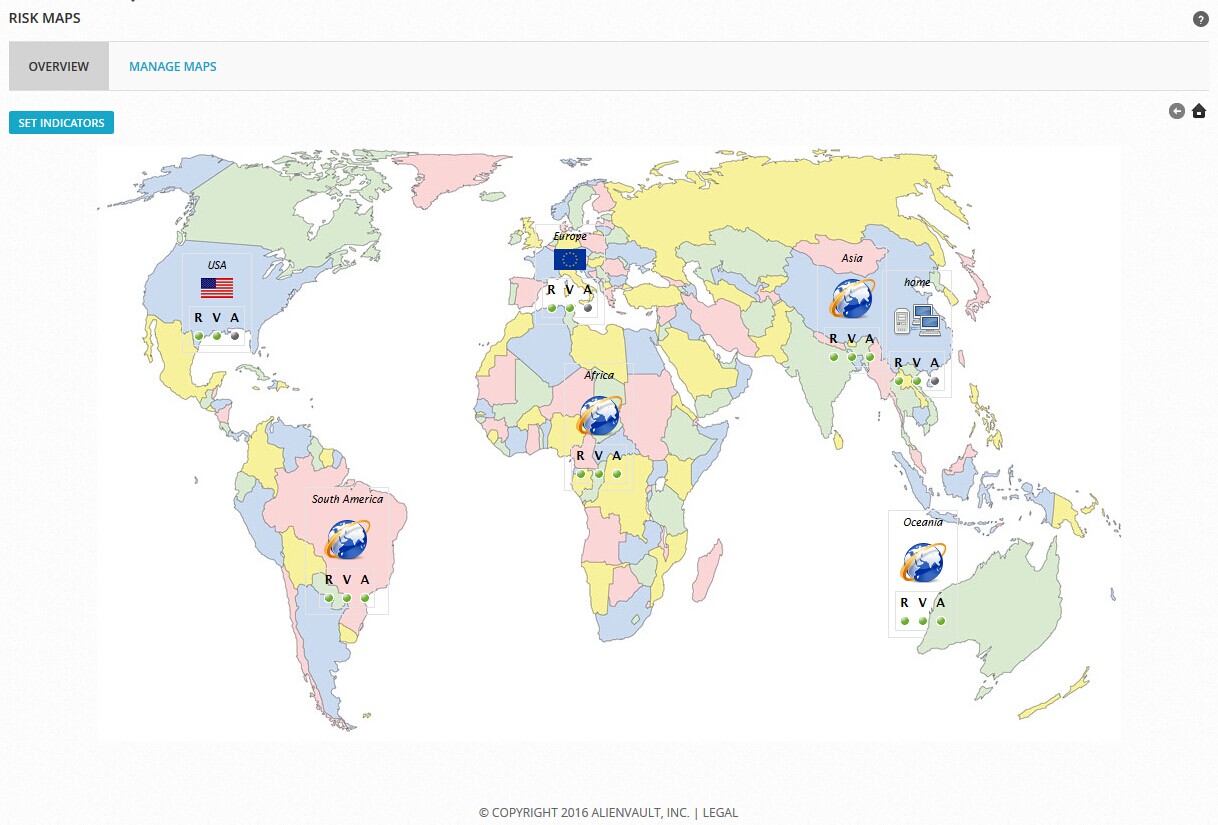 RISK MAPS
?
OVERVIEW
MANAGE MAPS
SET INDICATORS
Europe
R V A
Asia
R V A
USA
R V A
home
R V A
Africa
R V A
South America
R V A
Oceania
R V A
© COPYRIGHT 2016 ALIENVAULT, INC. | LEGAL